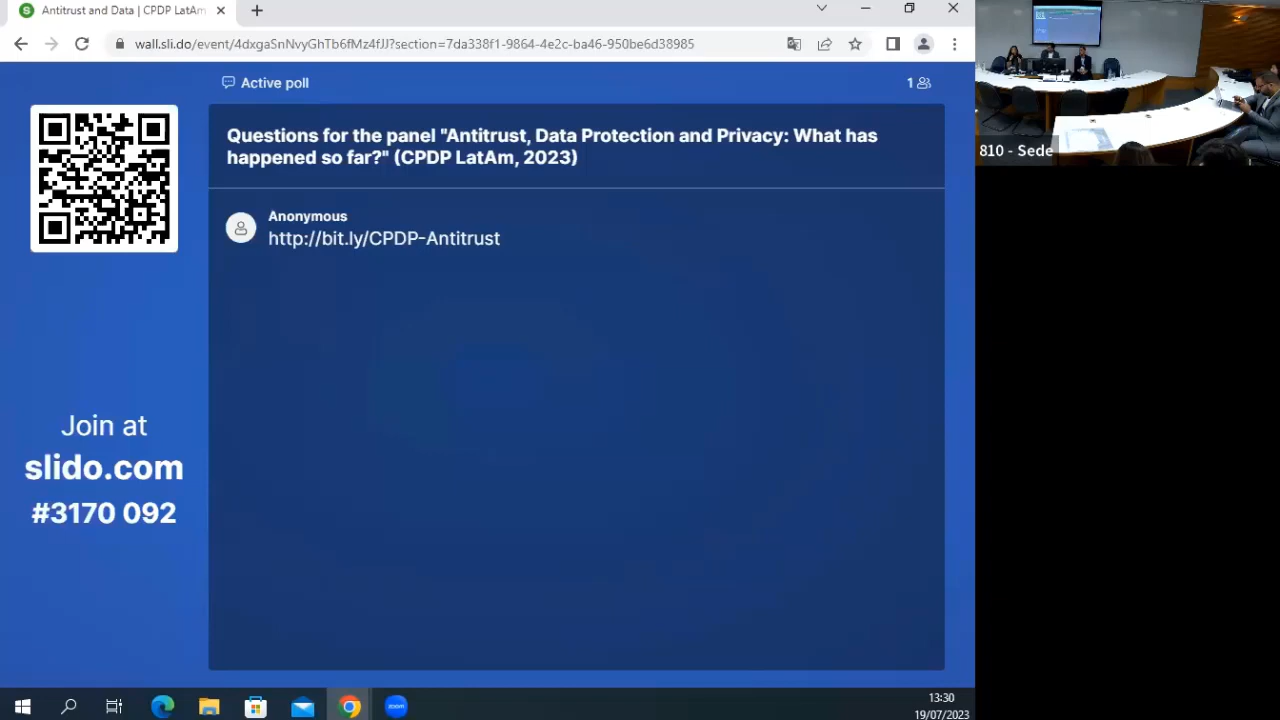 Antitrust and Data | CPDP LatAm
wall.sli.do/event/4dxgaSnNvyGhTb6fMz4fJJ?section=7da338f1-9864-4e2c-ba46-950be6d38985
Active poll
1
Questions for the panel "Antitrust, Data Protection and Privacy: What has
happened so far?" (CPDP LatAm, 2023)
Anonymous
http://bit.ly/CPDP-Antitrust
Join at
slido.com
#3170 092
810 - Sede
zoom
13:30
19/07/2023